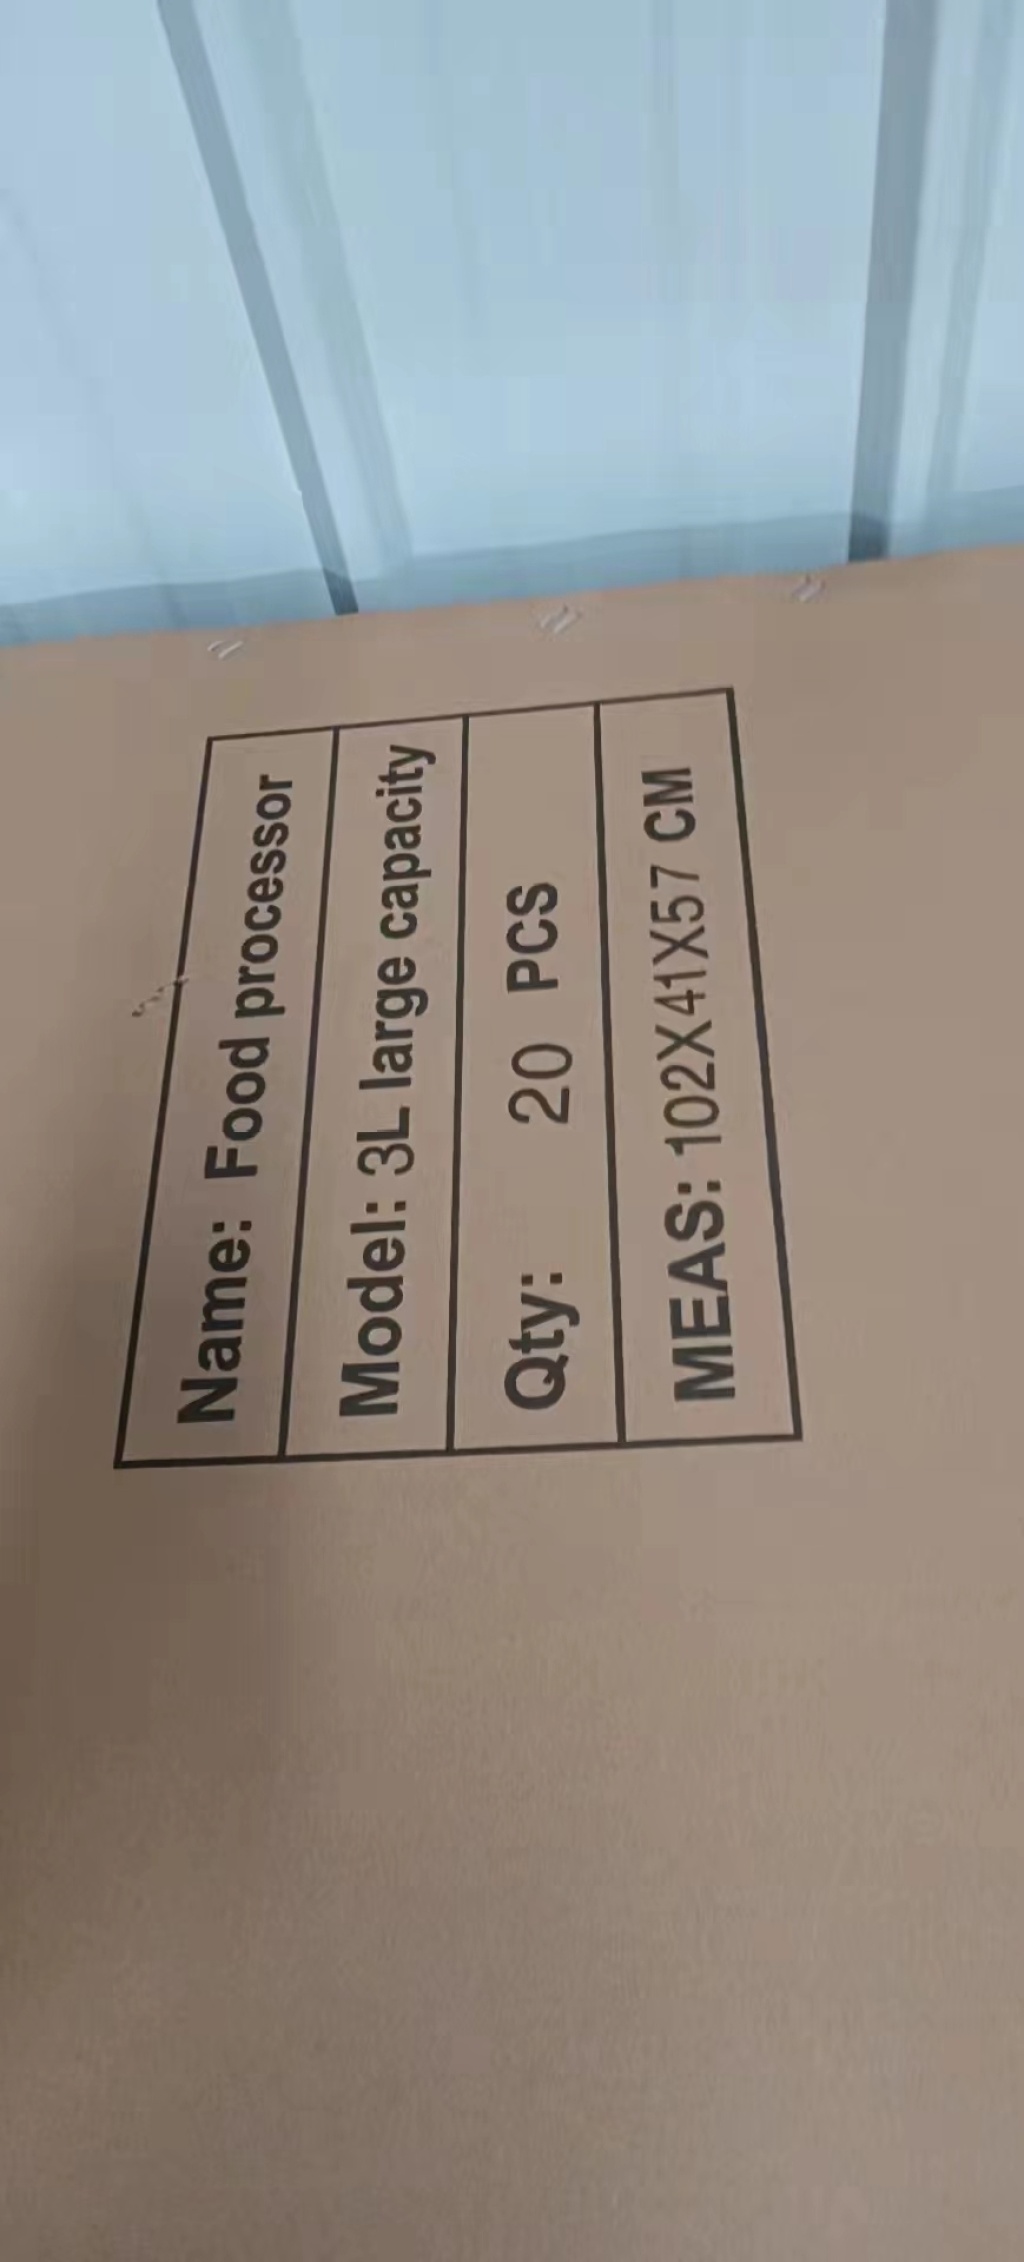 Name: Food processor
Model: 3L large capacity
Qty: 20 PCS
MEAS: 102X41X57 CM